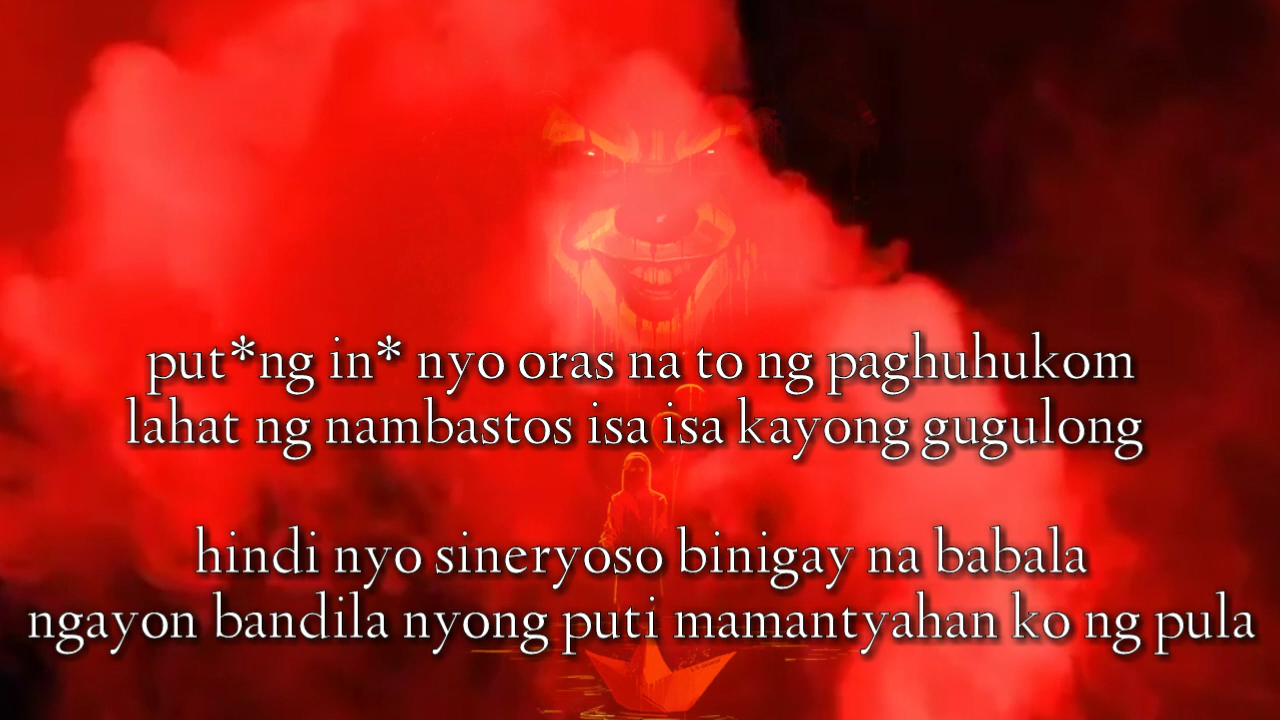 put*ng in* nyo oras na to ng paghuhukom
lahat ng nambastos isa isa kayong gugulong
hindi nyo sineryoso binigay na babala
ngayon bandila nyong puti mamantyahan ko ng pula